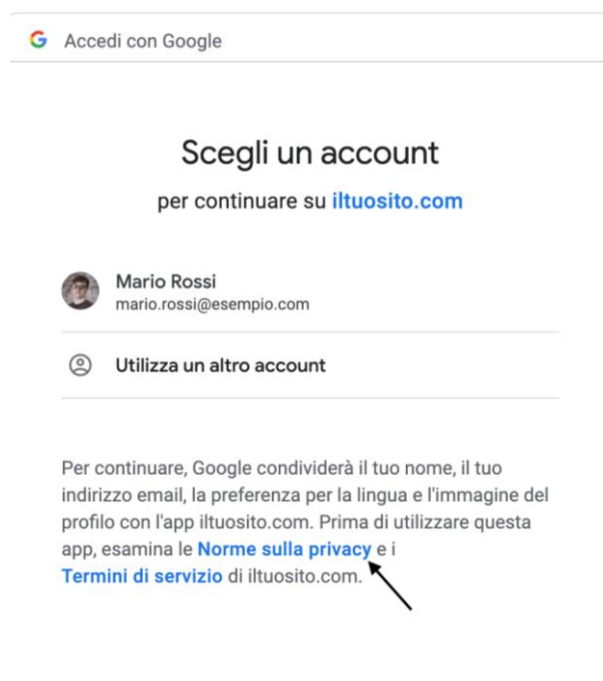 Accedi con Google
Scegli un account
per continuare su iltuosito.com
Mario Rossi
mario.rossi@esempio.com
Utilizza un altro account
Per continuare, Google condividerà il tuo nome, il tuo
indirizzo email, la preferenza per la lingua e l'immagine del
profilo con l'app iltuosito.com. Prima di utilizzare questa
app, esamina le Norme sulla privacy e i
Termini di servizio di iltuosito.com.